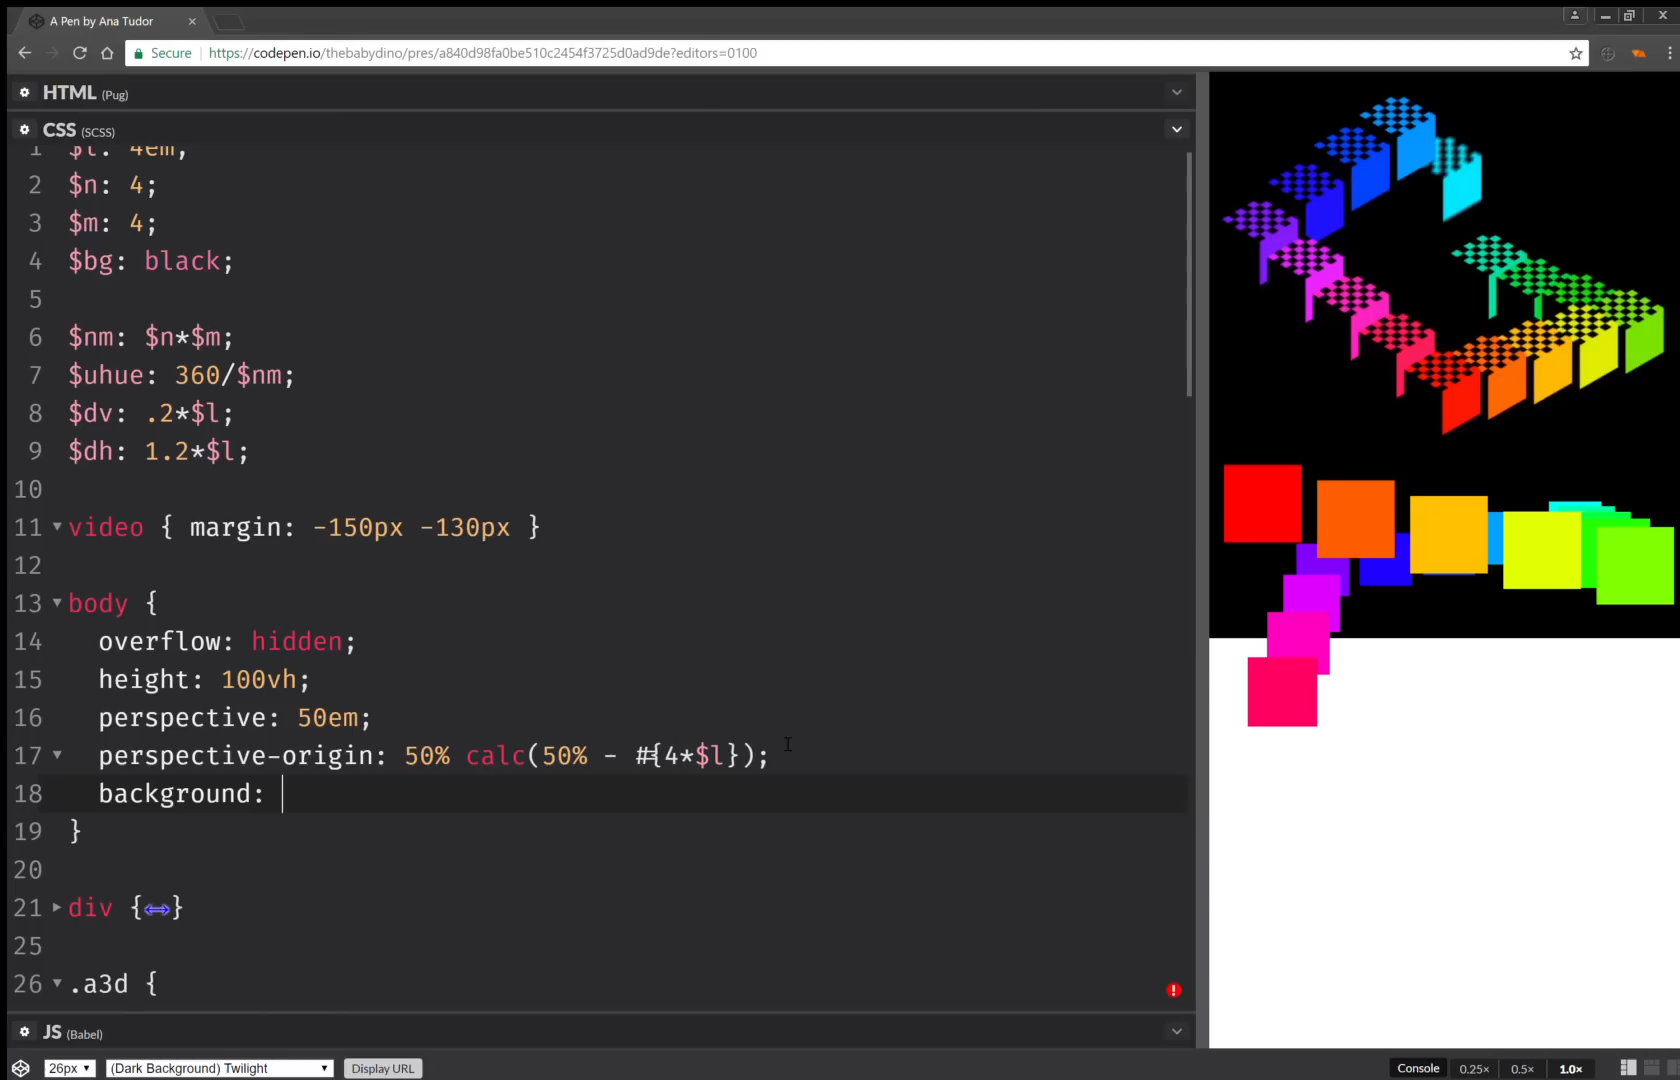 A Pen by Ana Tudor
Secure https://codepen.io/thebabydino/pres/a840d98fa0be510c2454f3725d0ad9de?editors=0100
HTML (Pug)
CSS (SCSS)
1 $l: 4em;
2 $n: 4;
3 $m: 4;
4 $bg: black;
5
6 $nm: $n*$m;
7 $uhue: 360/$nm;
8 $dv: .2*$l;
9 $dh: 1.2*$l;
10
11 video { margin: -150px -130px }
12
13 body {
14 overflow: hidden;
15 height: 100vh;
16 perspective: 50em;
17 perspective-origin: 50% calc(50% - #{4*$l});
18 background:
19 }
20
21 div {↔}
25
26 .a3d {
JS (Babel)
26px (Dark Background) Twilight Display URL Console 0.25× 0.5× 1.0×